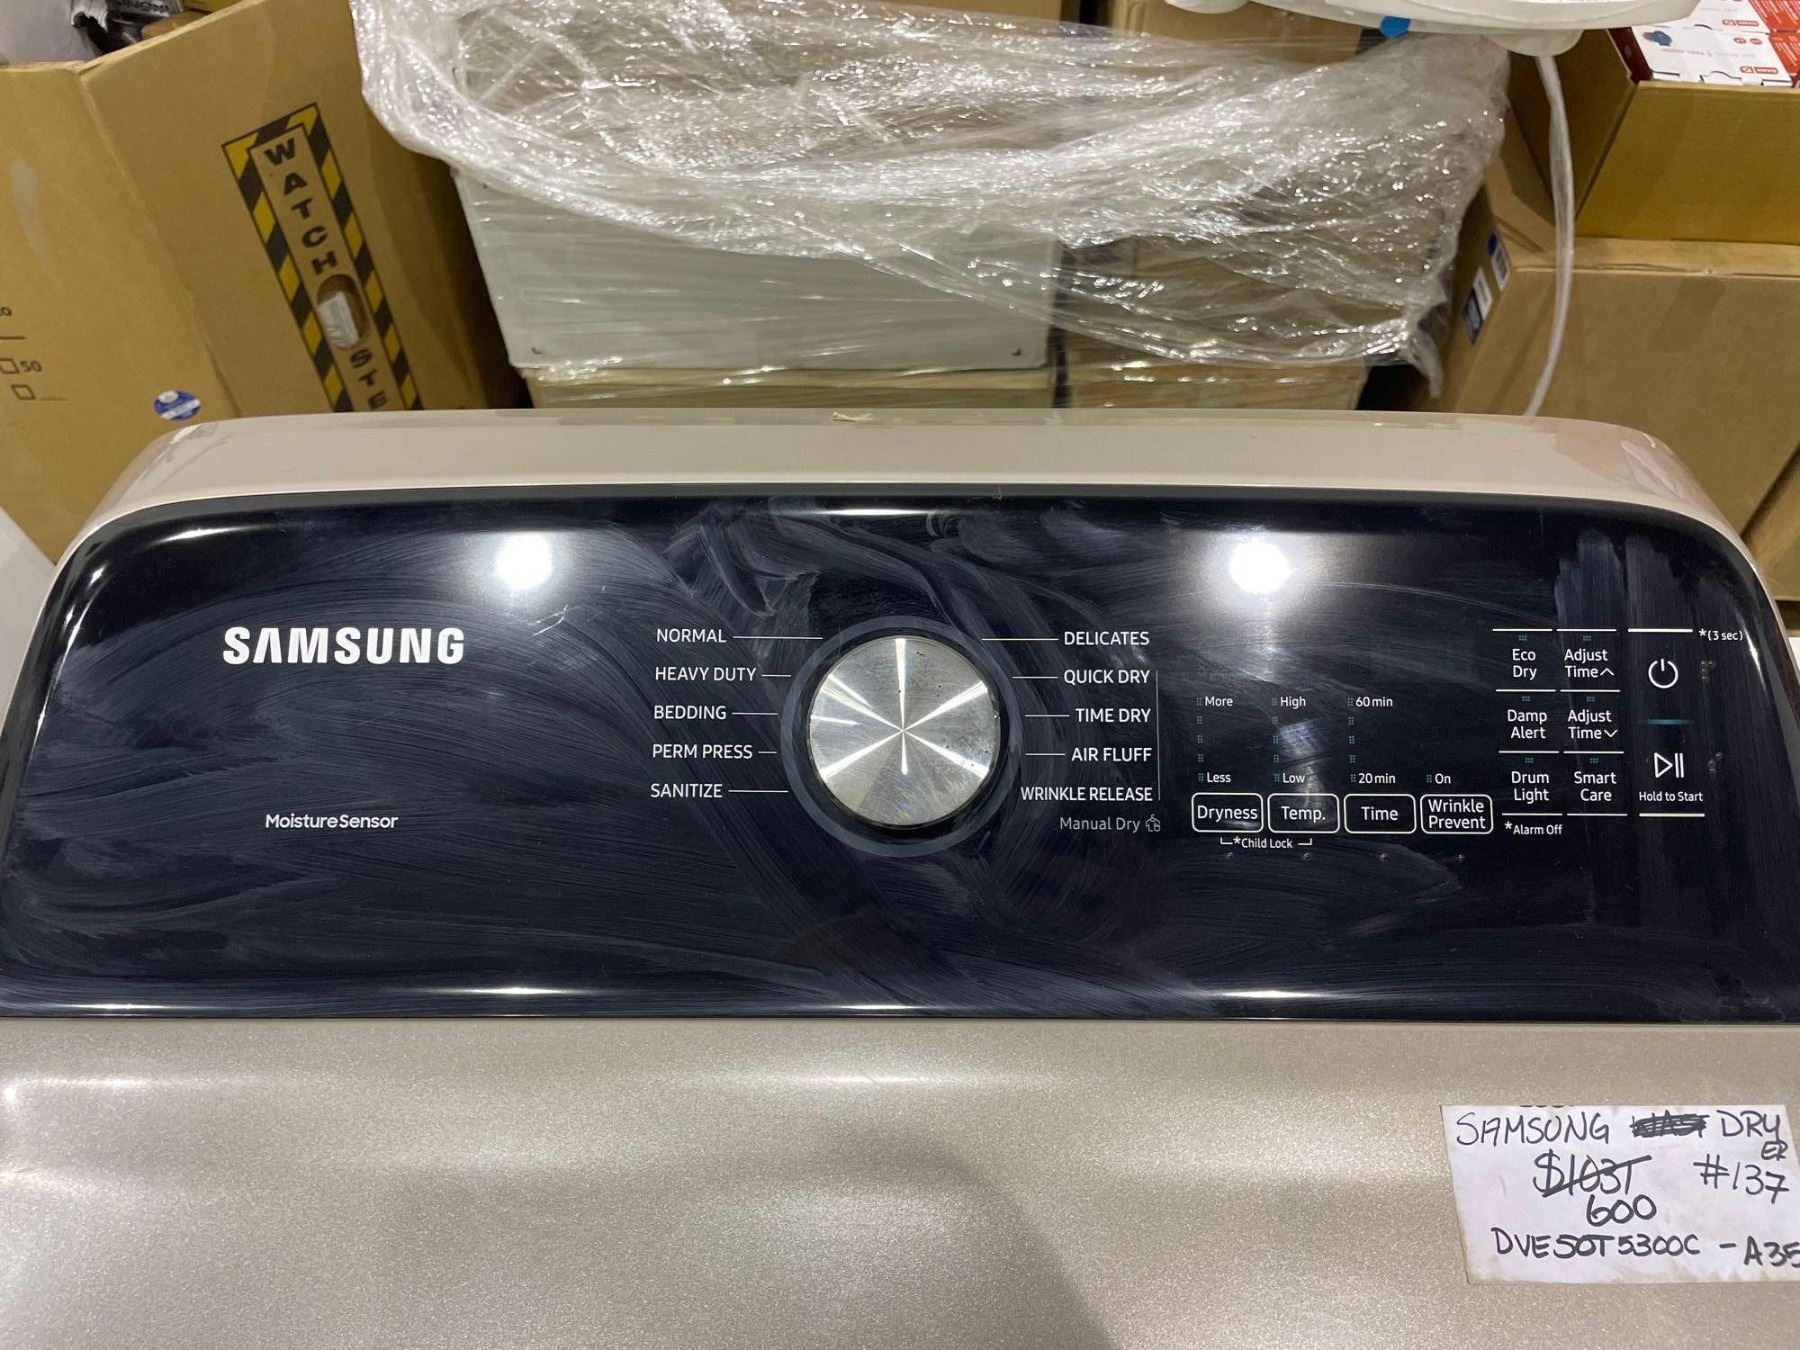 WATCH STE
50
SAMSUNG
MoistureSensor
NORMAL
HEAVY DUTY
BEDDING
PERM PRESS
SANITIZE
DELICATES
QUICK DRY
TIME DRY
AIR FLUFF
WRINKLE RELEASE
Manual Dry
More
Less
High
Low
60 min
20 min
On
Dryness
Temp.
Time
Wrinkle
Prevent
*Child Lock
Eco
Dry
Adjust
Time
Damp
Alert
Adjust
Time
Drum
Light
Smart
Care
*Alarm Off
*(3 sec)
Hold to Start
SAMSUNG DRYER
$1037 #137
600
DVE50T5300C - A35